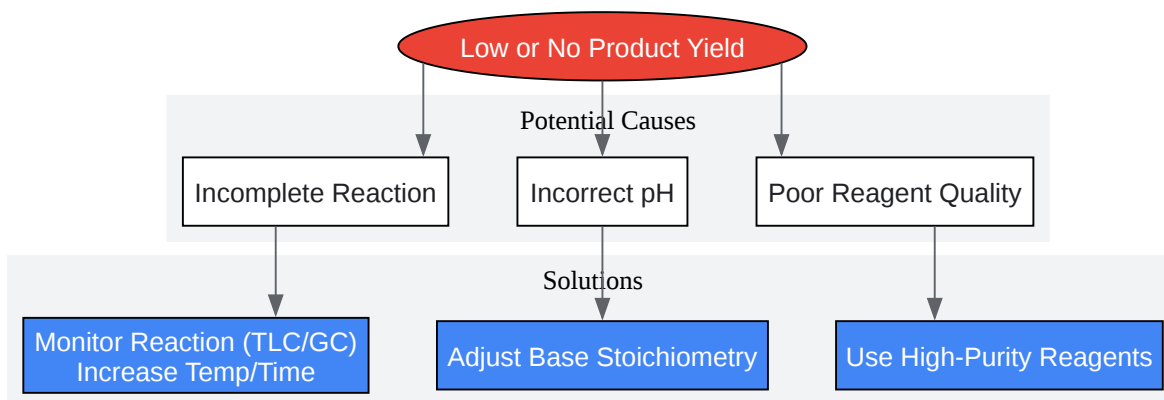 Low or No Product Yield
Potential Causes
Incomplete Reaction
Incorrect pH
Poor Reagent Quality
Solutions
Monitor Reaction (TLC/GC)
Increase Temp/Time
Adjust Base Stoichiometry
Use High-Purity Reagents